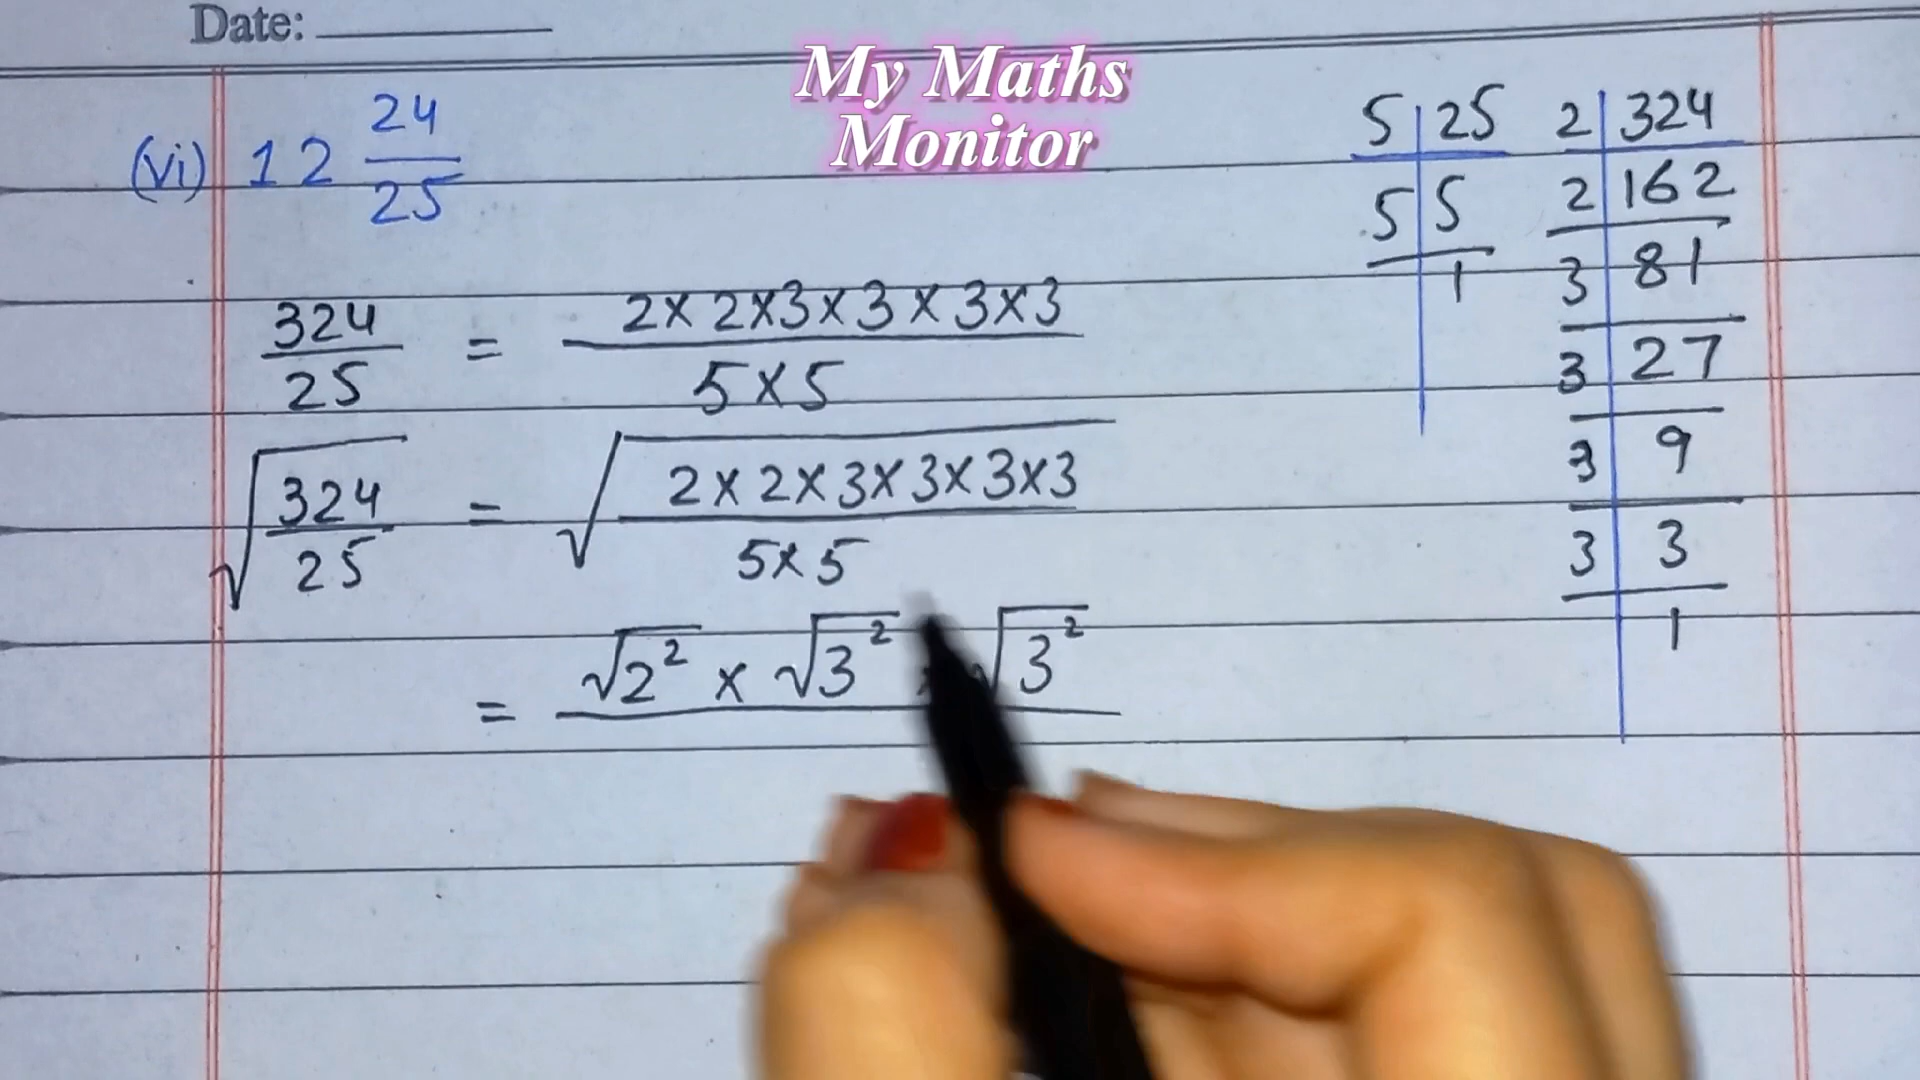 Date:
My Maths
Monitor
(vi) 12 24/25
324/25 = 2×2×3×3×3×3/5×5
√324/25 = √2×2×3×3×3×3/5×5
= √2² × √3² × √3²
5 | 25
5 | 5
1
2 | 324
2 | 162
3 | 81
3 | 27
3 | 9
3 | 3
1